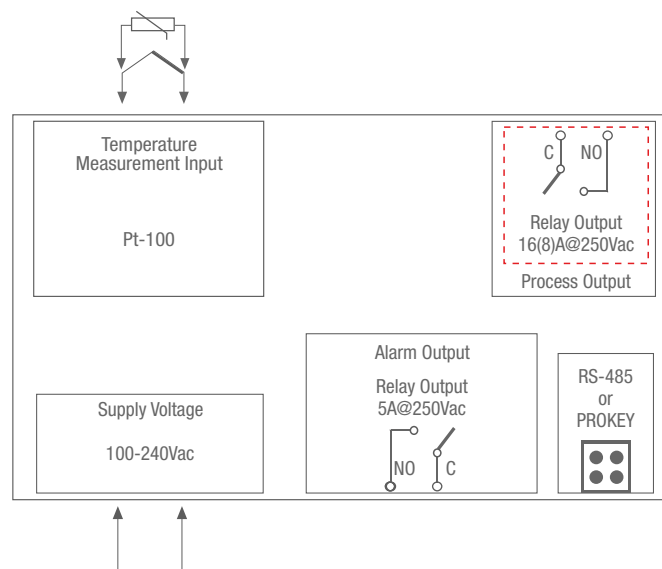 Temperature
Measurement Input
Pt-100
C NO
Relay Output
16(8)A@250Vac
Process Output
Supply Voltage
100-240Vac
Alarm Output
Relay Output
5A@250Vac
NO C
RS-485
or
PROKEY